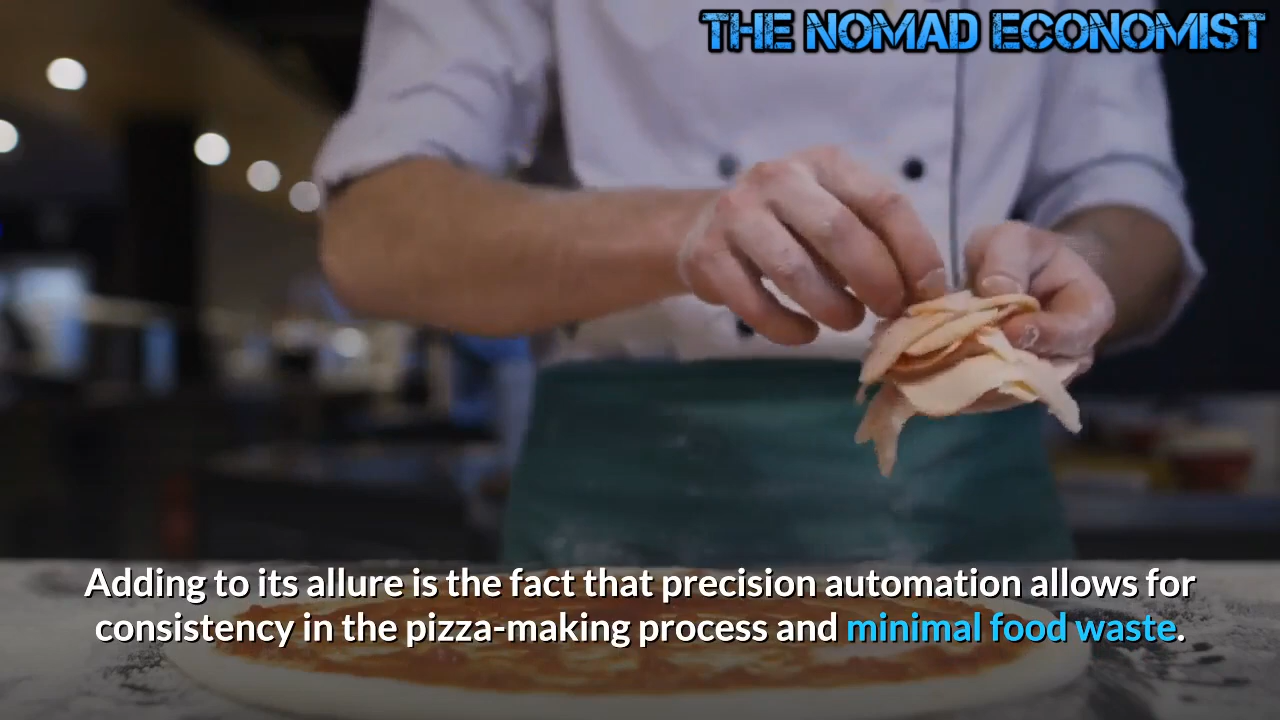 THE NOMAD ECONOMIST
Adding to its allure is the fact that precision automation allows for
consistency in the pizza-making process and minimal food waste.